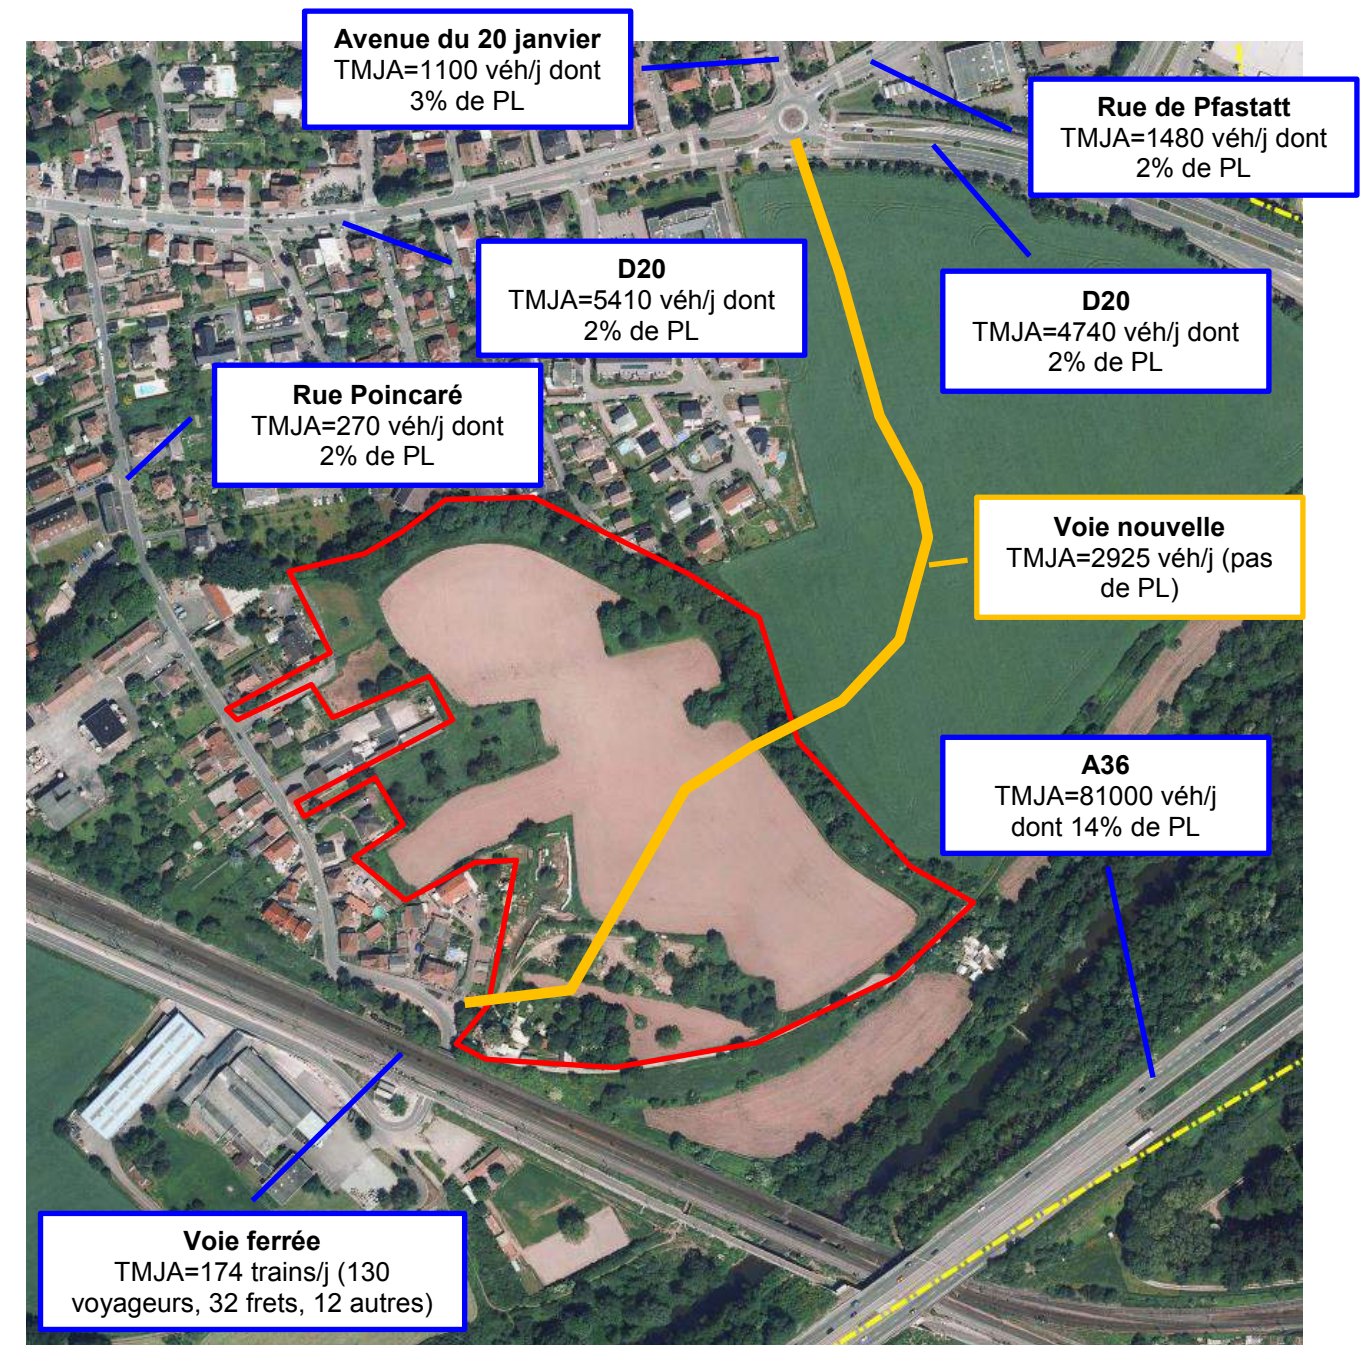 Avenue du 20 janvier
TMJA=1100 véh/j dont
3% de PL
Rue de Pfastatt
TMJA=1480 véh/j dont
2% de PL
D20
TMJA=5410 véh/j dont
2% de PL
D20
TMJA=4740 véh/j dont
2% de PL
Rue Poincaré
TMJA=270 véh/j dont
2% de PL
Voie nouvelle
TMJA=2925 véh/j (pas
de PL)
A36
TMJA=81000 véh/j
dont 14% de PL
Voie ferrée
TMJA=174 trains/j (130
voyageurs, 32 frets, 12 autres)